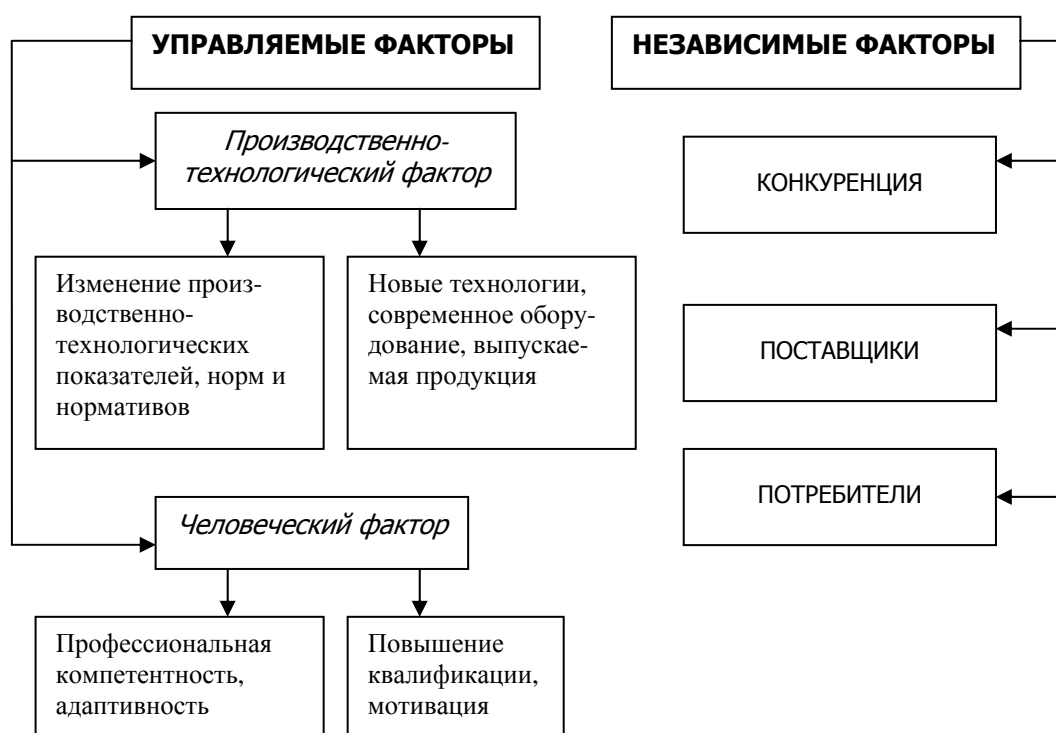 УПРАВЛЯЕМЫЕ ФАКТОРЫ
НЕЗАВИСИМЫЕ ФАКТОРЫ
Производственно-
технологический фактор
КОНКУРЕНЦИЯ
Изменение произ-
водственно-
технологических
показателей, норм и
нормативов
Новые технологии,
современное обору-
дование, выпускае-
мая продукция
ПОСТАВЩИКИ
ПОТРЕБИТЕЛИ
Человеческий фактор
Профессиональная
компетентность,
адаптивность
Повышение
квалификации,
мотивация